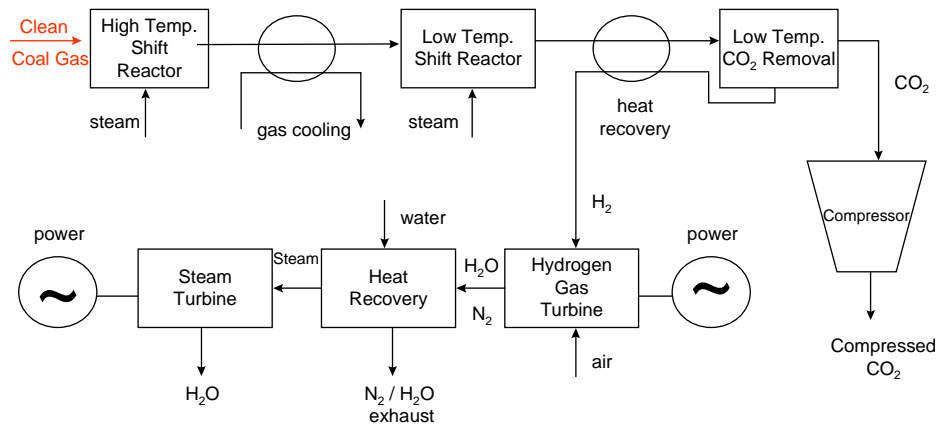 Clean
Coal Gas
High Temp.
Shift
Reactor
steam
gas cooling
Low Temp.
Shift Reactor
steam
heat
recovery
Low Temp.
CO₂ Removal
CO₂
Compressor
Compressed
CO₂
H₂
power
~
Steam
Turbine
H₂O
Steam
water
Heat
Recovery
N₂ / H₂O
exhaust
H₂O
N₂
Hydrogen
Gas
Turbine
air
power
~